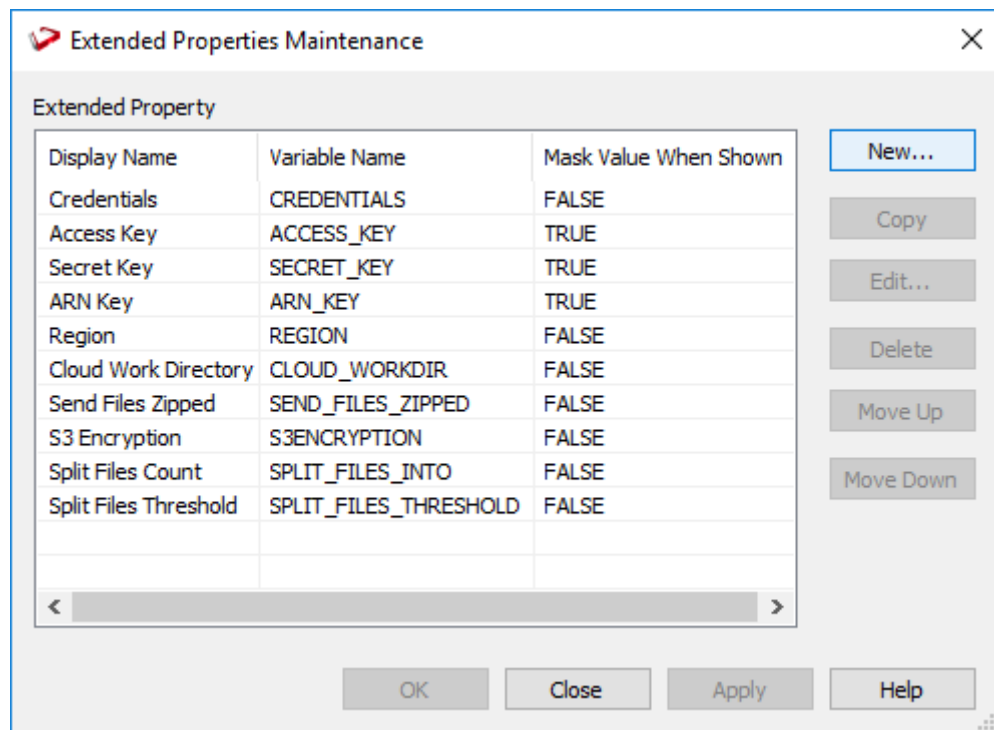 Extended Properties Maintenance
Extended Property
Display Name Variable Name Mask Value When Shown
Credentials CREDENTIALS FALSE
Access Key ACCESS_KEY TRUE
Secret Key SECRET_KEY TRUE
ARN Key ARN_KEY TRUE
Region REGION FALSE
Cloud Work Directory CLOUD_WORKDIR FALSE
Send Files Zipped SEND_FILES_ZIPPED FALSE
S3 Encryption S3ENCRYPTION FALSE
Split Files Count SPLIT_FILES_INTO FALSE
Split Files Threshold SPLIT_FILES_THRESHOLD FALSE
New...
Copy
Edit...
Delete
Move Up
Move Down
OK Close Apply Help